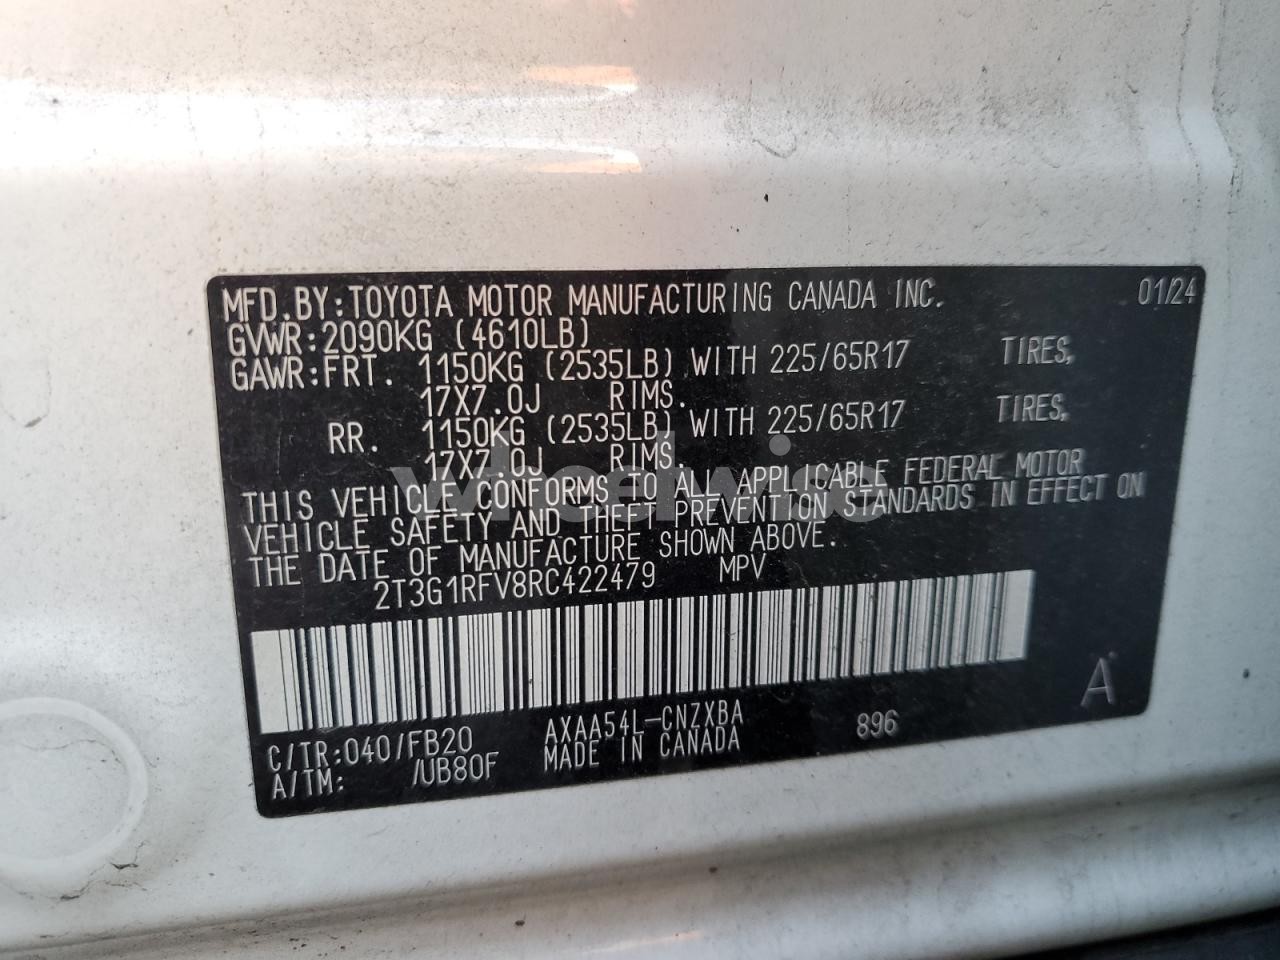 MFD.BY:TOYOTA MOTOR MANUFACTURING CANADA INC. 01/24
GVWR:2090KG (4610LB)
GAWR:FRT. 1150KG (2535LB) WITH 225/65R17 TIRES,
17X7.0J RIMS.
RR. 1150KG (2535LB) WITH 225/65R17 TIRES,
17X7.0J RIMS.
THIS VEHICLE CONFORMS TO ALL APPLICABLE FEDERAL MOTOR
VEHICLE SAFETY AND THEFT PREVENTION STANDARDS IN EFFECT ON
THE DATE OF MANUFACTURE SHOWN ABOVE.
2T3G1RFV8RC422479 MPV
A
C/TR:040/FB20 AXAA54L-CNZXBA 896
A/TM: /UB80F MADE IN CANADA
wheelwise